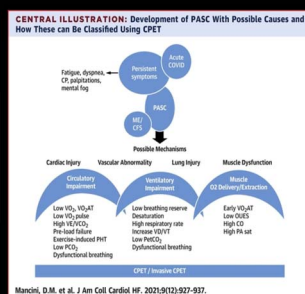 CENTRAL ILLUSTRATION: Development of PASC With Possible Causes and
How These can be Classified Using CPET
Acute
COVID
Persistent
symptoms
Fatigue, dyspnea,
CP, palpitations,
mental fog
PASC
ME/
CFS
Possible Mechanisms
Cardiac Injury Vascular Abnormality Lung Injury Muscle Dysfunction
Circulatory
Impairment
Low VO₂, VO₂AT
Low VO₂ pulse
High VE/VCO₂
Pre-load failure
Exercise-induced PHT
Low PCO₂
Dysfunctional breathing
Ventilatory
Impairment
Low breathing reserve
Desaturation
High respiratory rate
Increase VD/VT
Low PetCO₂
Dysfunctional breathing
Muscle
O2 Delivery/Extraction
Early VO₂AT
Low OUES
High CO
High PA sat
CPET / Invasive CPET
Mancini, D.M. et al. J Am Coll Cardiol HF. 2021;9(12):927-937.